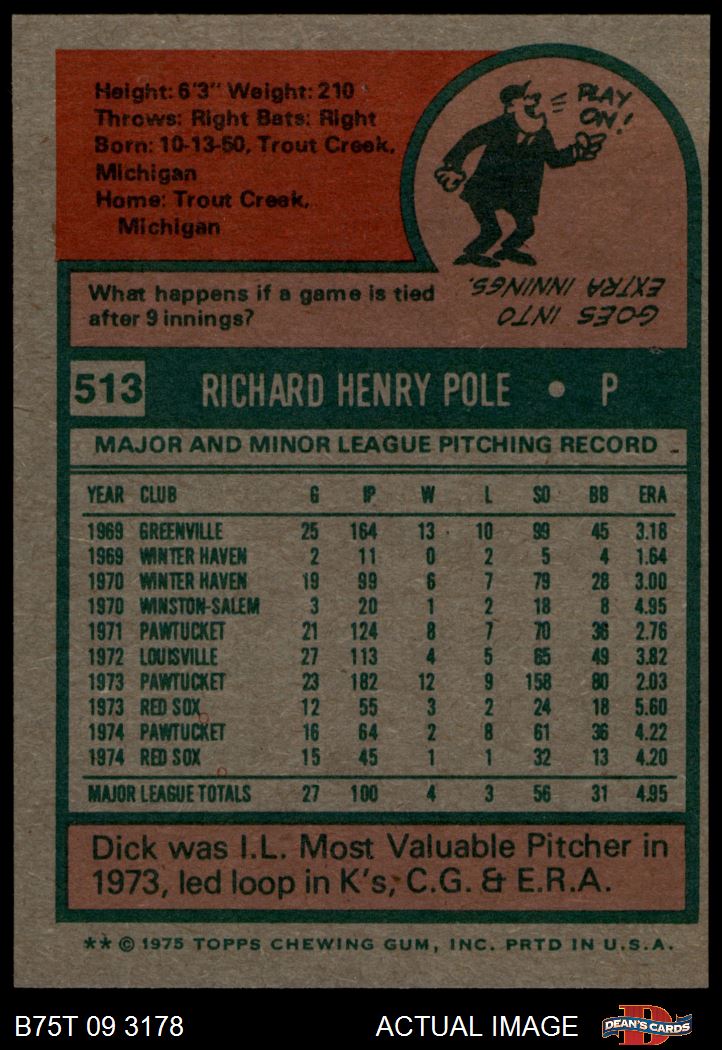 Height: 6'3" Weight: 210
Throws: Right Bats: Right
Born: 10-13-50, Trout Creek,
Michigan
Home: Trout Creek,
Michigan
PLAY
ON!
What happens if a game is tied
after 9 innings?
GOES INTO
EXTRA INNINGS.
513 RICHARD HENRY POLE • P
MAJOR AND MINOR LEAGUE PITCHING RECORD
YEAR CLUB G IP W L SO BB ERA
1969 GREENVILLE 25 164 13 10 99 45 3.18
1969 WINTER HAVEN 2 11 0 2 5 4 1.64
1970 WINTER HAVEN 19 99 6 7 79 28 3.00
1970 WINSTON-SALEM 3 20 1 2 18 8 4.95
1971 PAWTUCKET 21 124 8 7 70 36 2.76
1972 LOUISVILLE 27 113 4 5 65 49 3.82
1973 PAWTUCKET 23 182 12 9 158 80 2.03
1973 RED SOX 12 55 3 2 24 18 5.60
1974 PAWTUCKET 16 64 2 8 61 36 4.22
1974 RED SOX 15 45 1 1 32 13 4.20
MAJOR LEAGUE TOTALS 27 100 4 3 56 31 4.95
Dick was I.L. Most Valuable Pitcher in
1973, led loop in K's, C.G. & E.R.A.
** © 1975 TOPPS CHEWING GUM, INC. PRTD IN U.S.A.
B75T 09 3178 ACTUAL IMAGE D DEAN'S CARDS